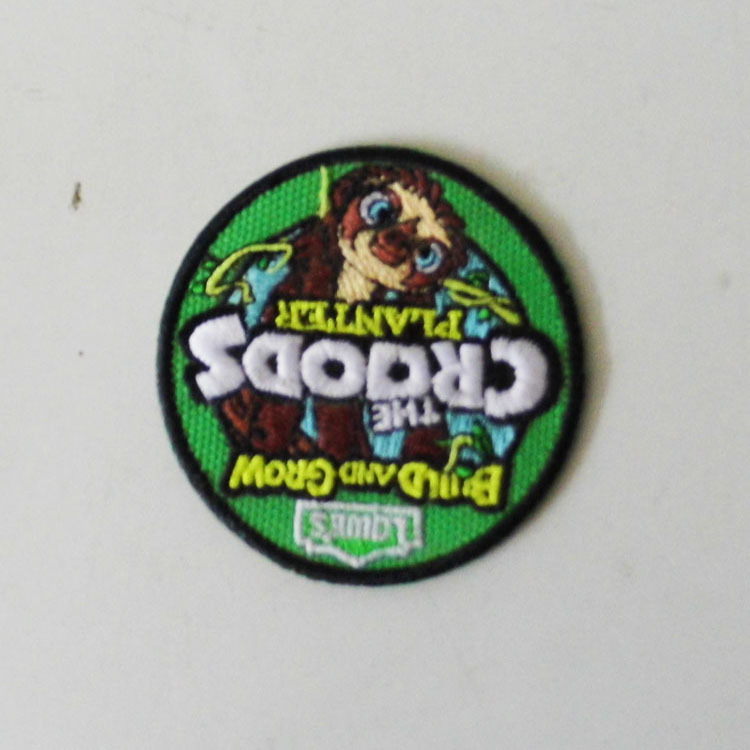 LOWE'S
BUILD AND GROW
THE
CROODS
PLANTER